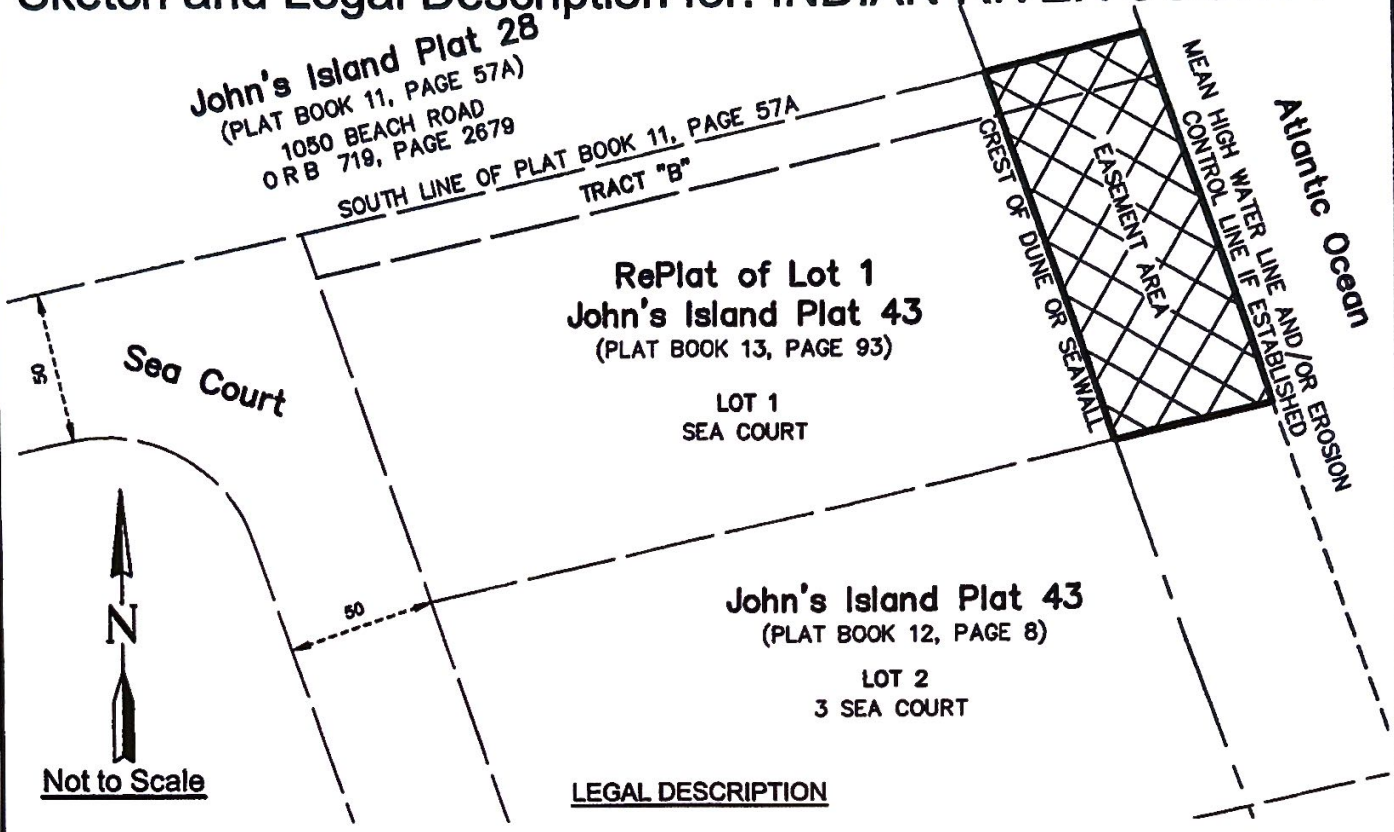 Sketch and Legal Description for: INDIAN RIVER
John's Island Plat 28
(PLAT BOOK 11, PAGE 57A)
1050 BEACH ROAD
O R B 719, PAGE 2679
SOUTH LINE OF PLAT BOOK 11, PAGE 57A
TRACT "B"
RePlat of Lot 1
John's Island Plat 43
(PLAT BOOK 13, PAGE 93)
LOT 1
SEA COURT
CREST OF DUNE OR SEAWALL
EASEMENT AREA
MEAN HIGH WATER LINE AND/OR EROSION
CONTROL LINE IF ESTABLISHED
Atlantic Ocean
50
Sea Court
N
Not to Scale
50
John's Island Plat 43
(PLAT BOOK 12, PAGE 8)
LOT 2
3 SEA COURT
LEGAL DESCRIPTION